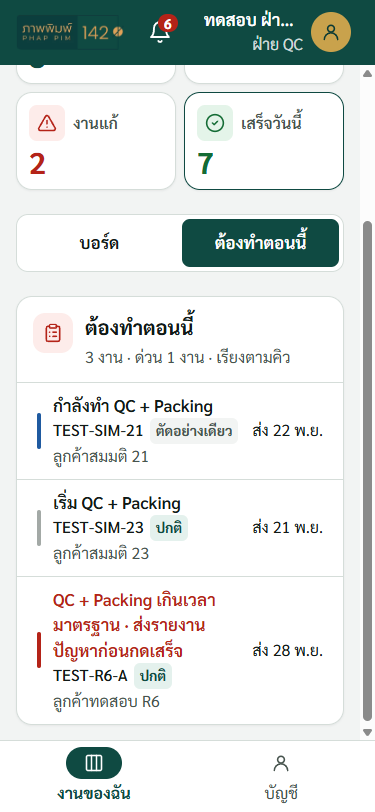 ภาพพิมพ์
PHAP PIM
142
6
ทดสอบ ฝ่า...
ฝ่าย QC
งานแก้
2
เสร็จวันนี้
7
บอร์ด
ต้องทำตอนนี้
ต้องทำตอนนี้
3 งาน · ด่วน 1 งาน · เรียงตามคิว
กำลังทำ QC + Packing
TEST-SIM-21 ตัดอย่างเดียว ส่ง 22 พ.ย.
ลูกค้าสมมติ 21
เริ่ม QC + Packing
TEST-SIM-23 ปกติ ส่ง 21 พ.ย.
ลูกค้าสมมติ 23
QC + Packing เกินเวลา
มาตรฐาน · ส่งรายงาน
ปัญหาก่อนกดเสร็จ ส่ง 28 พ.ย.
TEST-R6-A ปกติ
ลูกค้าทดสอบ R6
งานของฉัน
บัญชี